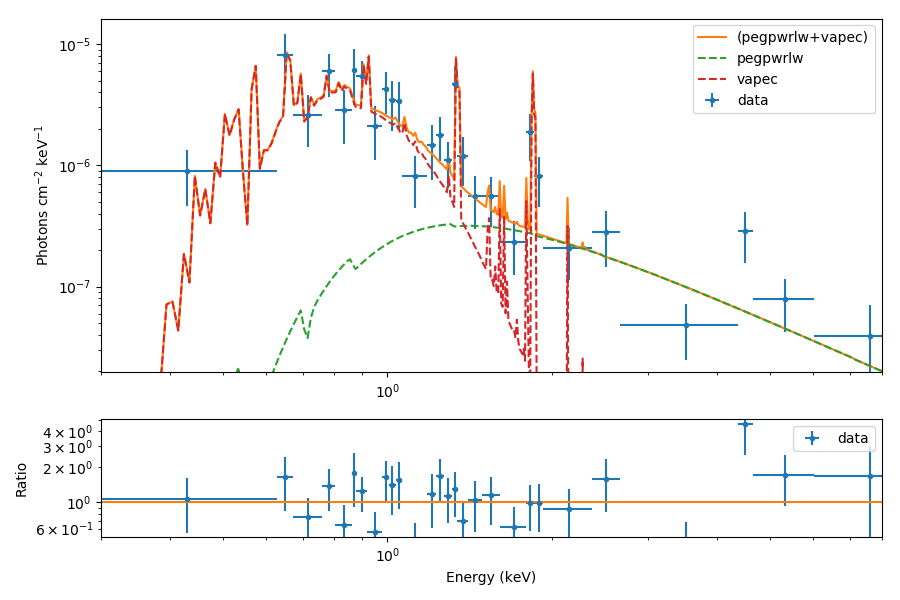 10⁻⁵
10⁻⁶
10⁻⁷
Photons cm⁻² keV⁻¹
(pegpwrlw+vapec)
pegpwrlw
vapec
data
10⁰
4 × 10⁰
3 × 10⁰
2 × 10⁰
10⁰
6 × 10⁻¹
Ratio
data
10⁰
Energy (keV)